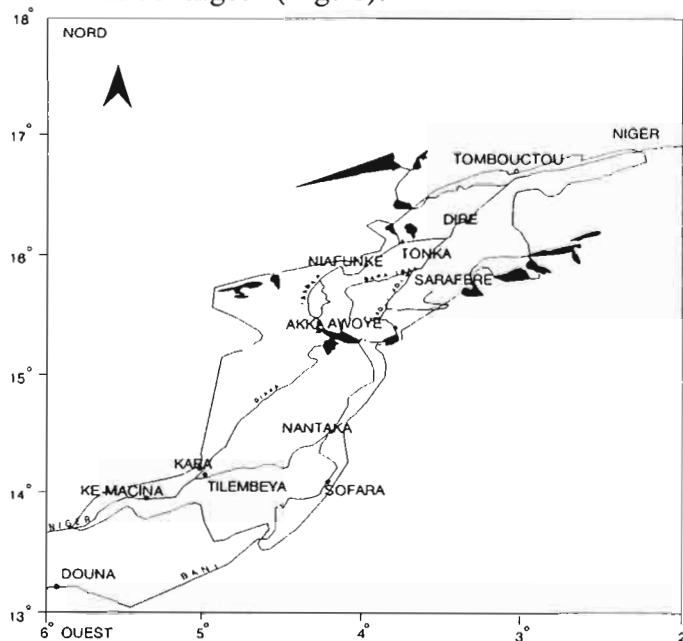 18°
NORD
17°
NIGER
TOMBOUCTOU
DIRE
16°
TONKA
NIAFUNKE
SARAFERE
AKKA AWOYE
15°
DIAKA
NANTAKA
KARA
KE MACINA
TILEMBEYA
SOFARA
14°
NIGER
BANI
DOUNA
13°
6° OUEST
5°
4°
3°